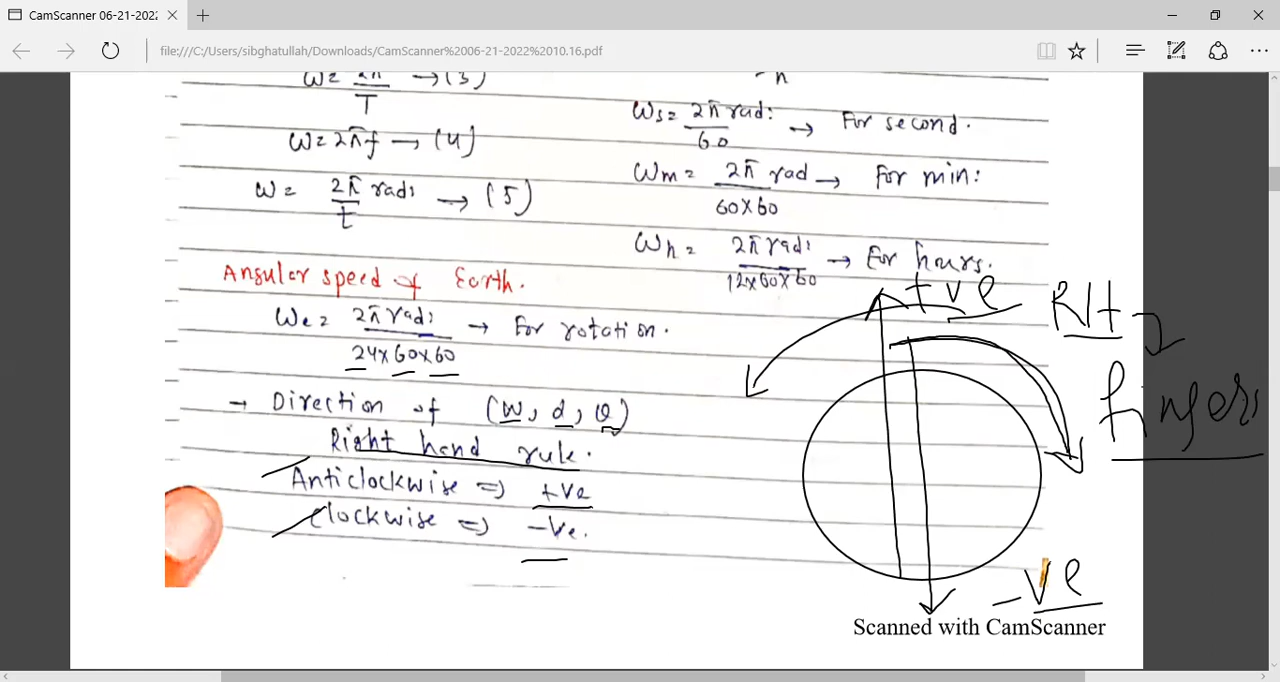 CamScanner 06-21-2022
file:///C:/Users/sibghatullah/Downloads/CamScanner%2006-21-2022%2010.16.pdf
ω = 2π/T → (3)
ω = 2πf → (4)
ω = 2π rad:/t → (5)
Angular speed of Earth.
ωe = 2π rad:/24×60×60 → For rotation.
→ Direction of (ω, d, θ)
Right hand rule.
Anticlockwise => +ve
Clockwise => -ve.
ωs = 2π rad:/60 → For second.
ωm = 2π rad/60×60 → For min:
ωh = 2π rad:/12×60×60 → For hours.
+ve
RH
fingers
-ve
Scanned with CamScanner